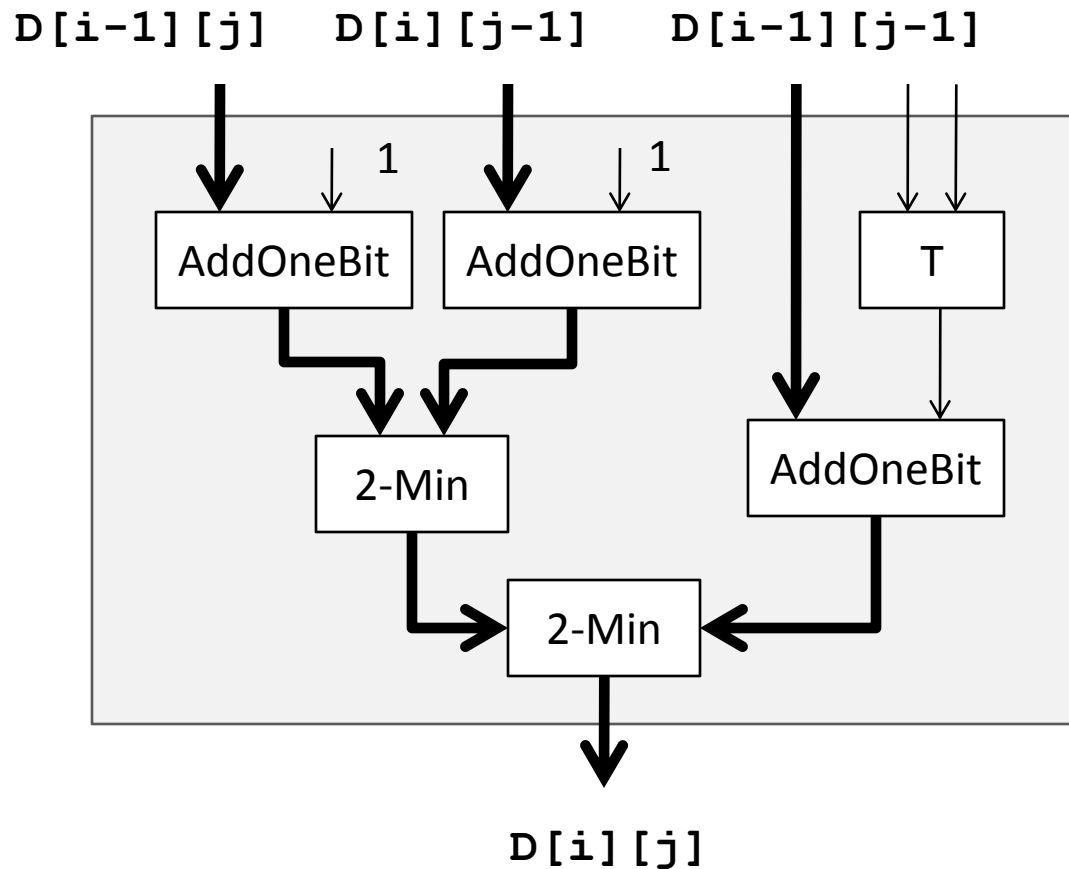 D[i-1][j] D[i][j-1] D[i-1][j-1]
1 1
AddOneBit AddOneBit T
2-Min AddOneBit
2-Min
D[i][j]